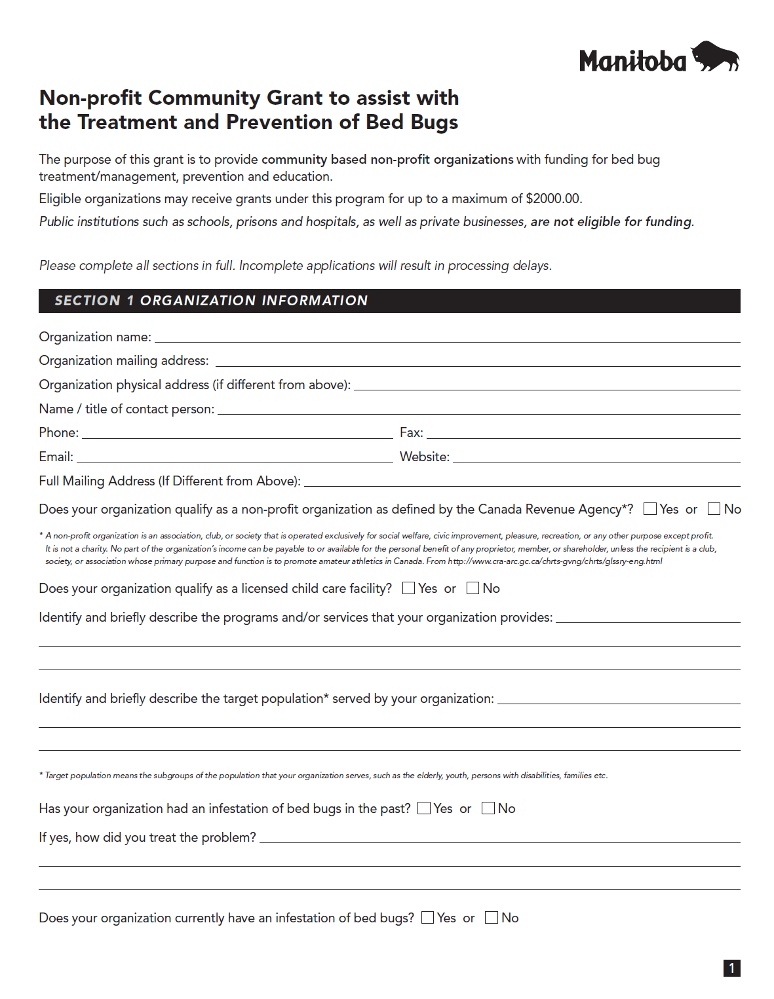 Manitoba
Non-profit Community Grant to assist with
the Treatment and Prevention of Bed Bugs
The purpose of this grant is to provide community based non-profit organizations with funding for bed bug
treatment/management, prevention and education.
Eligible organizations may receive grants under this program for up to a maximum of $2000.00.
Public institutions such as schools, prisons and hospitals, as well as private businesses, are not eligible for funding.
Please complete all sections in full. Incomplete applications will result in processing delays.
SECTION 1 ORGANIZATION INFORMATION
Organization name:
Organization mailing address:
Organization physical address (if different from above):
Name / title of contact person:
Phone: Fax:
Email: Website:
Full Mailing Address (If Different from Above):
Does your organization qualify as a non-profit organization as defined by the Canada Revenue Agency*? Yes or No
* A non-profit organization is an association, club, or society that is operated exclusively for social welfare, civic improvement, pleasure, recreation, or any other purpose except profit.
It is not a charity. No part of the organization's income can be payable to or available for the personal benefit of any proprietor, member, or shareholder, unless the recipient is a club,
society, or association whose primary purpose and function is to promote amateur athletics in Canada. From http://www.cra-arc.gc.ca/chrts-gvng/chrts/glssry-eng.html
Does your organization qualify as a licensed child care facility? Yes or No
Identify and briefly describe the programs and/or services that your organization provides:
Identify and briefly describe the target population* served by your organization:
* Target population means the subgroups of the population that your organization serves, such as the elderly, youth, persons with disabilities, families etc.
Has your organization had an infestation of bed bugs in the past? Yes or No
If yes, how did you treat the problem?
Does your organization currently have an infestation of bed bugs? Yes or No
1